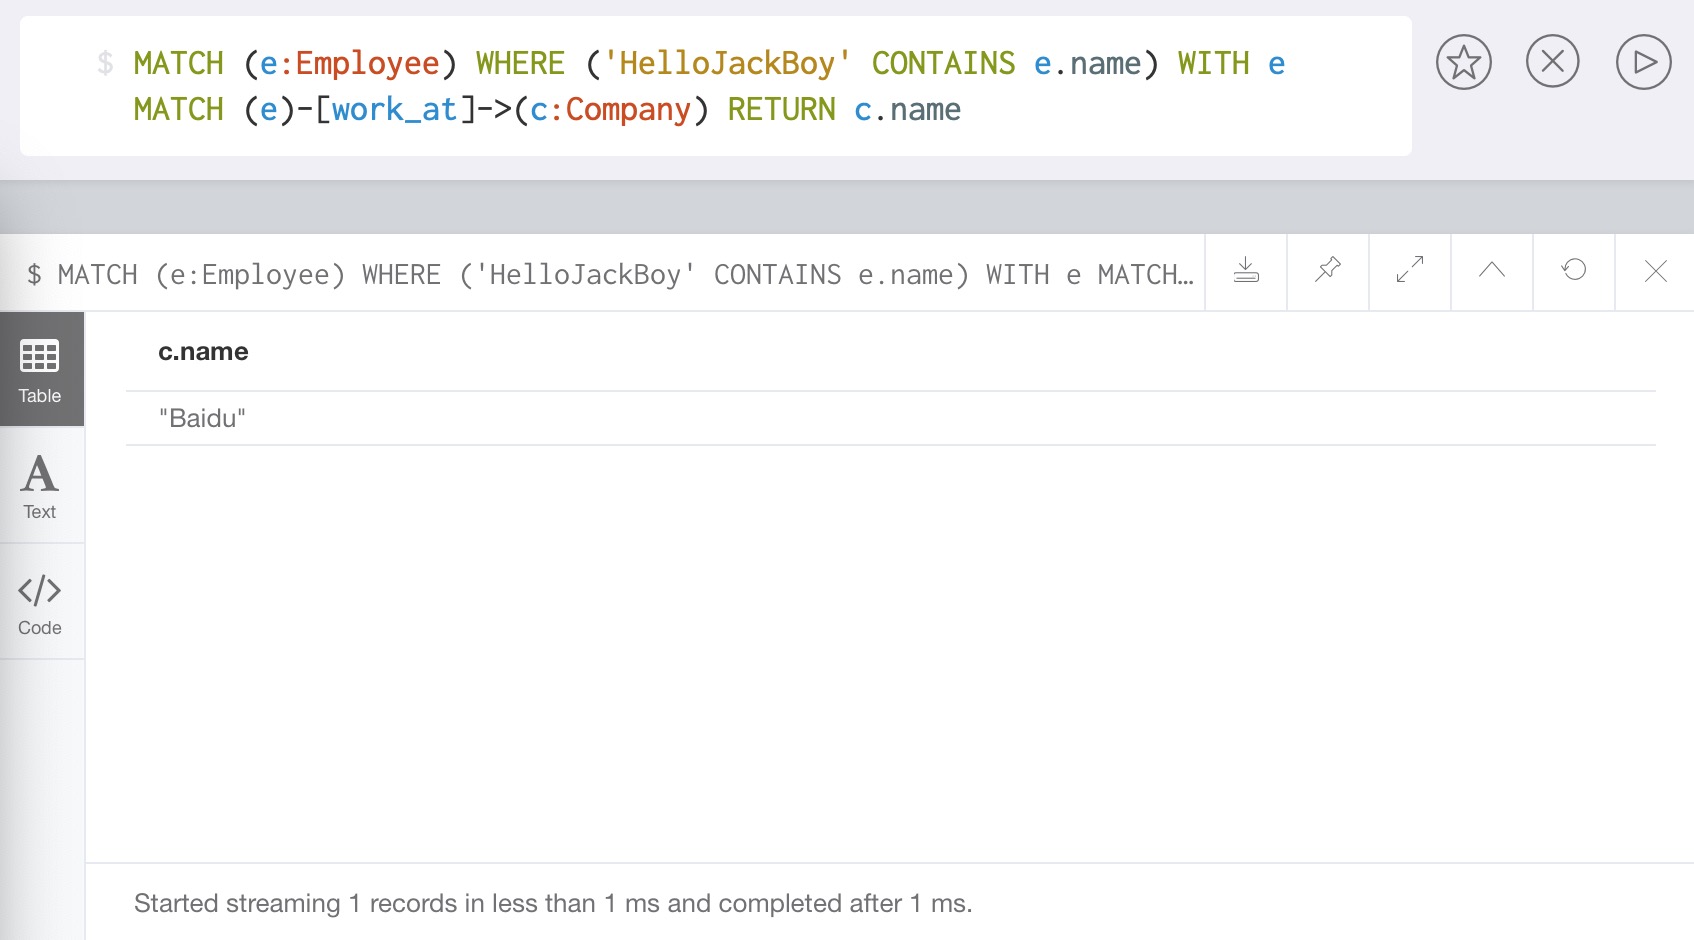 $ MATCH (e:Employee) WHERE ('HelloJackBoy' CONTAINS e.name) WITH e
MATCH (e)-[work_at]->(c:Company) RETURN c.name
$ MATCH (e:Employee) WHERE ('HelloJackBoy' CONTAINS e.name) WITH e MATCH…
c.name
Table
"Baidu"
A
Text
</>
Code
Started streaming 1 records in less than 1 ms and completed after 1 ms.